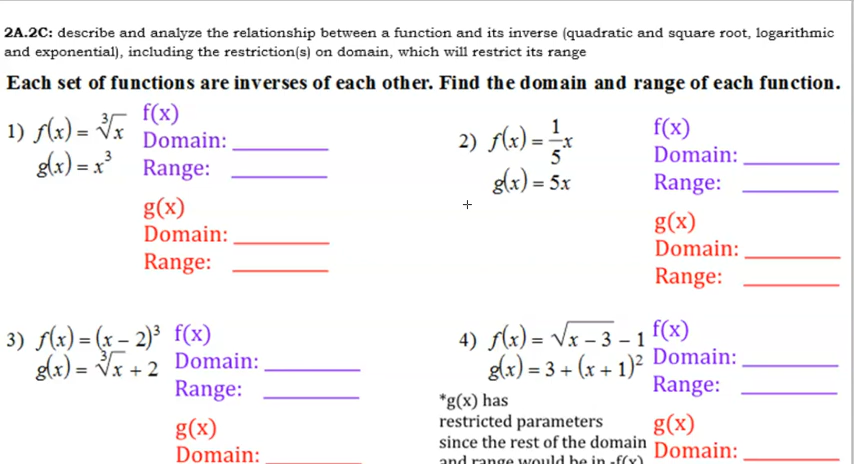 2A.2C: describe and analyze the relationship between a function and its inverse (quadratic and square root, logarithmic
and exponential), including the restriction(s) on domain, which will restrict its range
Each set of functions are inverses of each other. Find the domain and range of each function.
1) f(x) = ∛x
g(x) = x³
f(x)
Domain: ________
Range: ________
g(x)
Domain: ________
Range: ________
2) f(x) = 1/5 x
g(x) = 5x
f(x)
Domain: ________
Range: ________
g(x)
Domain: ________
Range: ________
3) f(x) = (x – 2)³
g(x) = ∛x + 2
f(x)
Domain: ________
Range: ________
g(x)
Domain: ________
4) f(x) = √(x – 3) – 1
g(x) = 3 + (x + 1)²
*g(x) has
restricted parameters
since the rest of the domain
and range would be in -f(x)
f(x)
Domain: ________
Range: ________
g(x)
Domain: ________